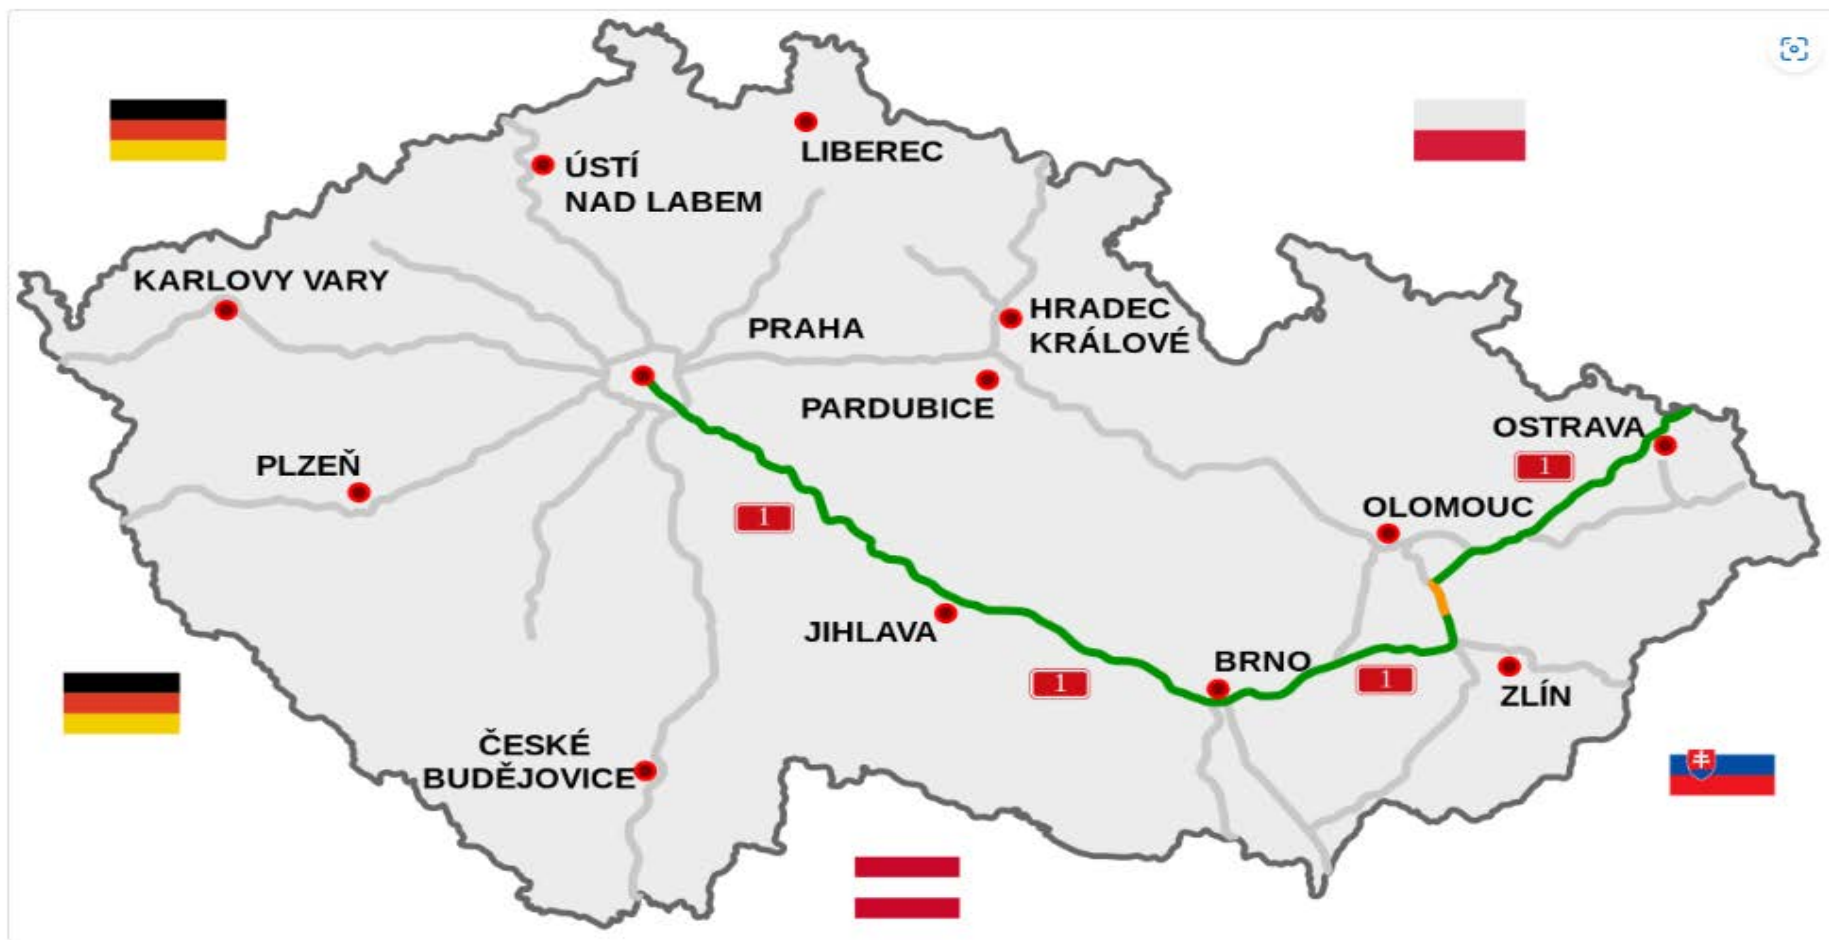 LIBEREC
ÚSTÍ
NAD LABEM
KARLOVY VARY
HRADEC
KRÁLOVÉ
PRAHA
PARDUBICE
OSTRAVA
PLZEŇ
1
OLOMOUC
1
JIHLAVA
BRNO
1
1
ZLÍN
ČESKÉ
BUDĚJOVICE